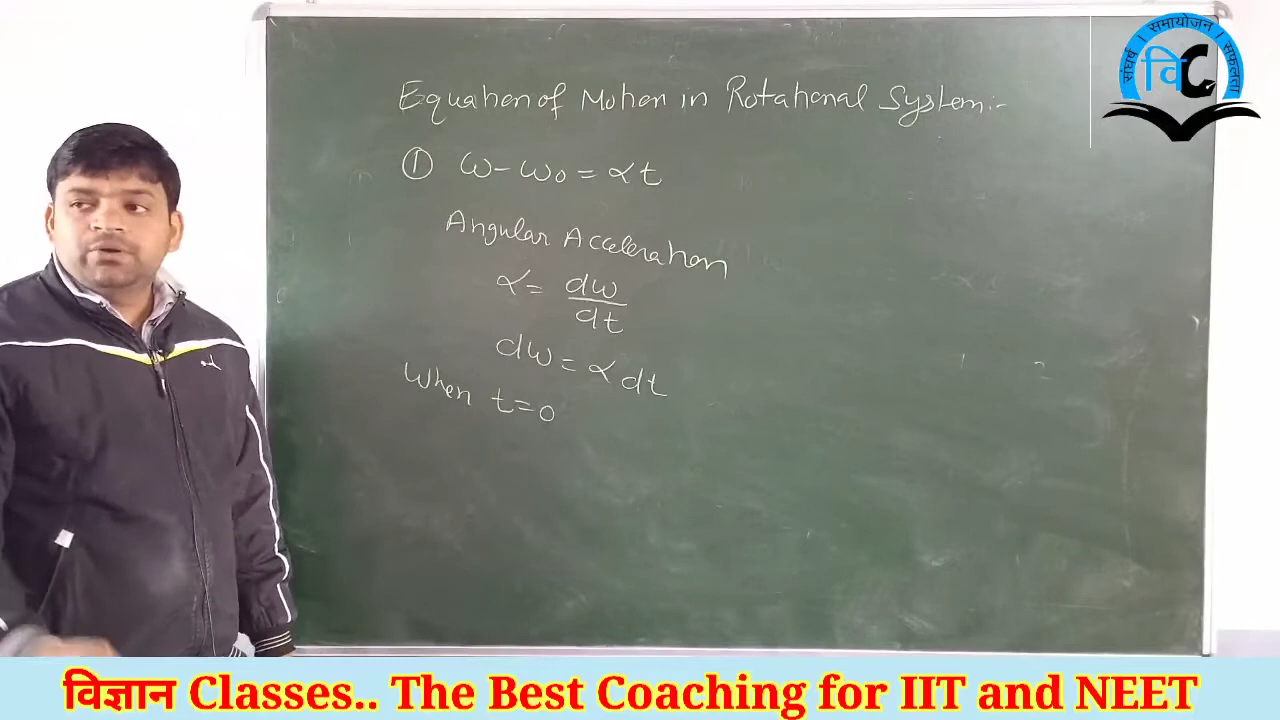 Equation of Motion in Rotational System:-
① ω - ω₀ = αt
Angular Acceleration
α = dω/dt
dω = α dt
When t = 0
संघर्ष । समायोजन । सफलता
विC
विज्ञान Classes.. The Best Coaching for IIT and NEET